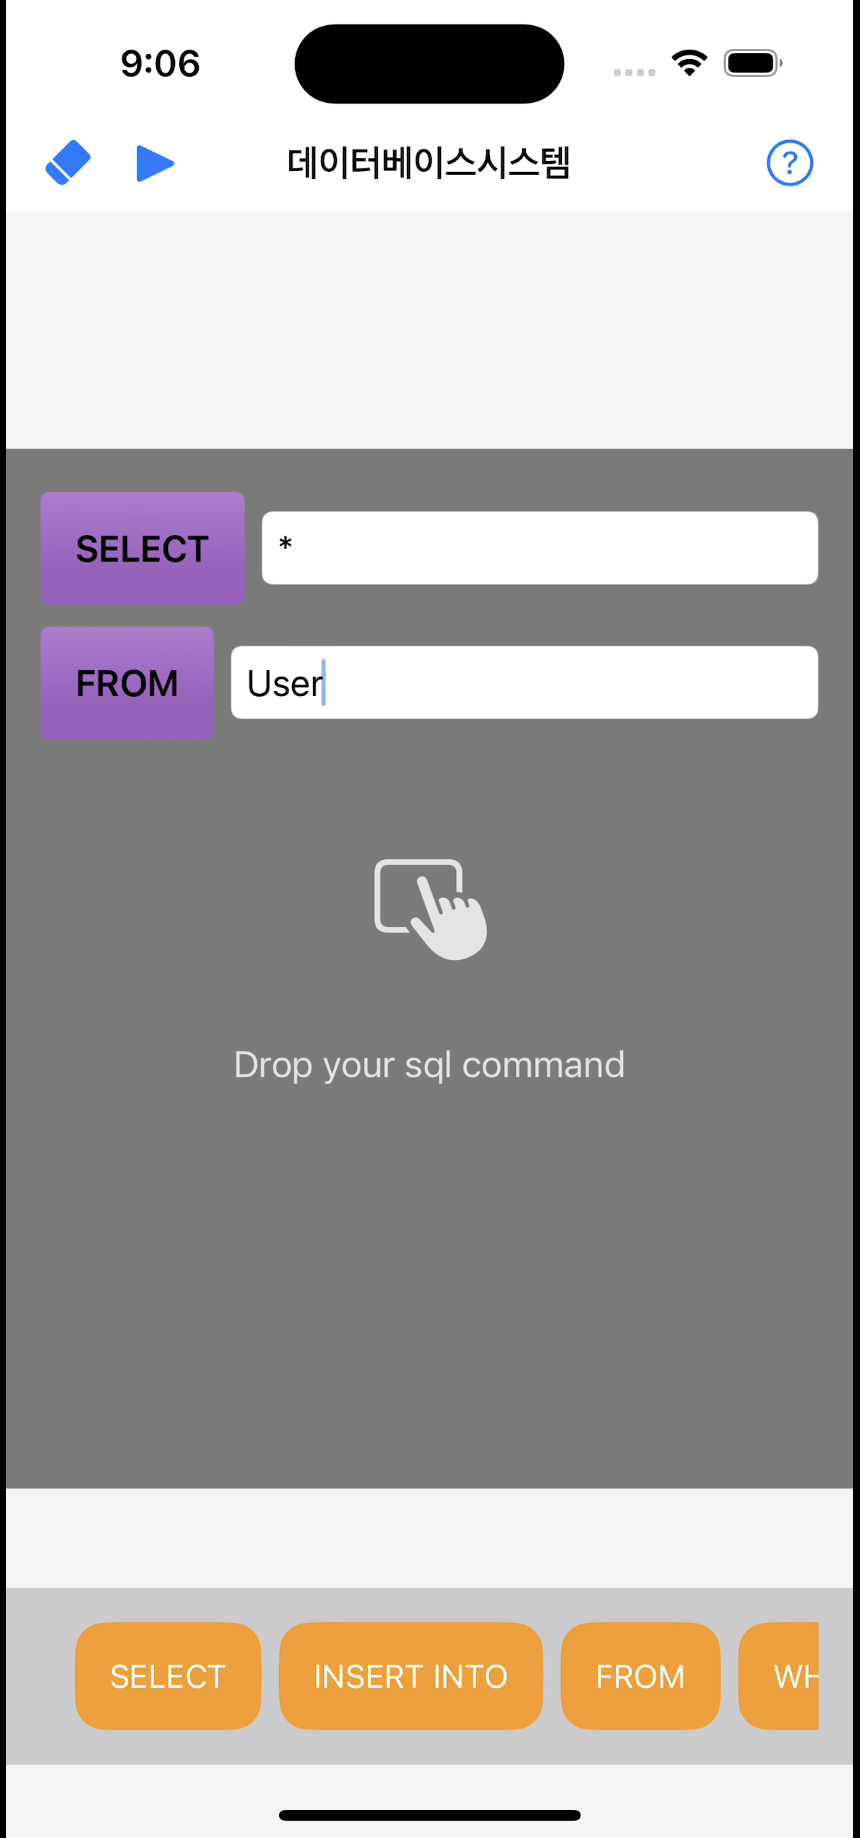 9:06
데이터베이스시스템
?
SELECT *
FROM User
Drop your sql command
SELECT INSERT INTO FROM WH